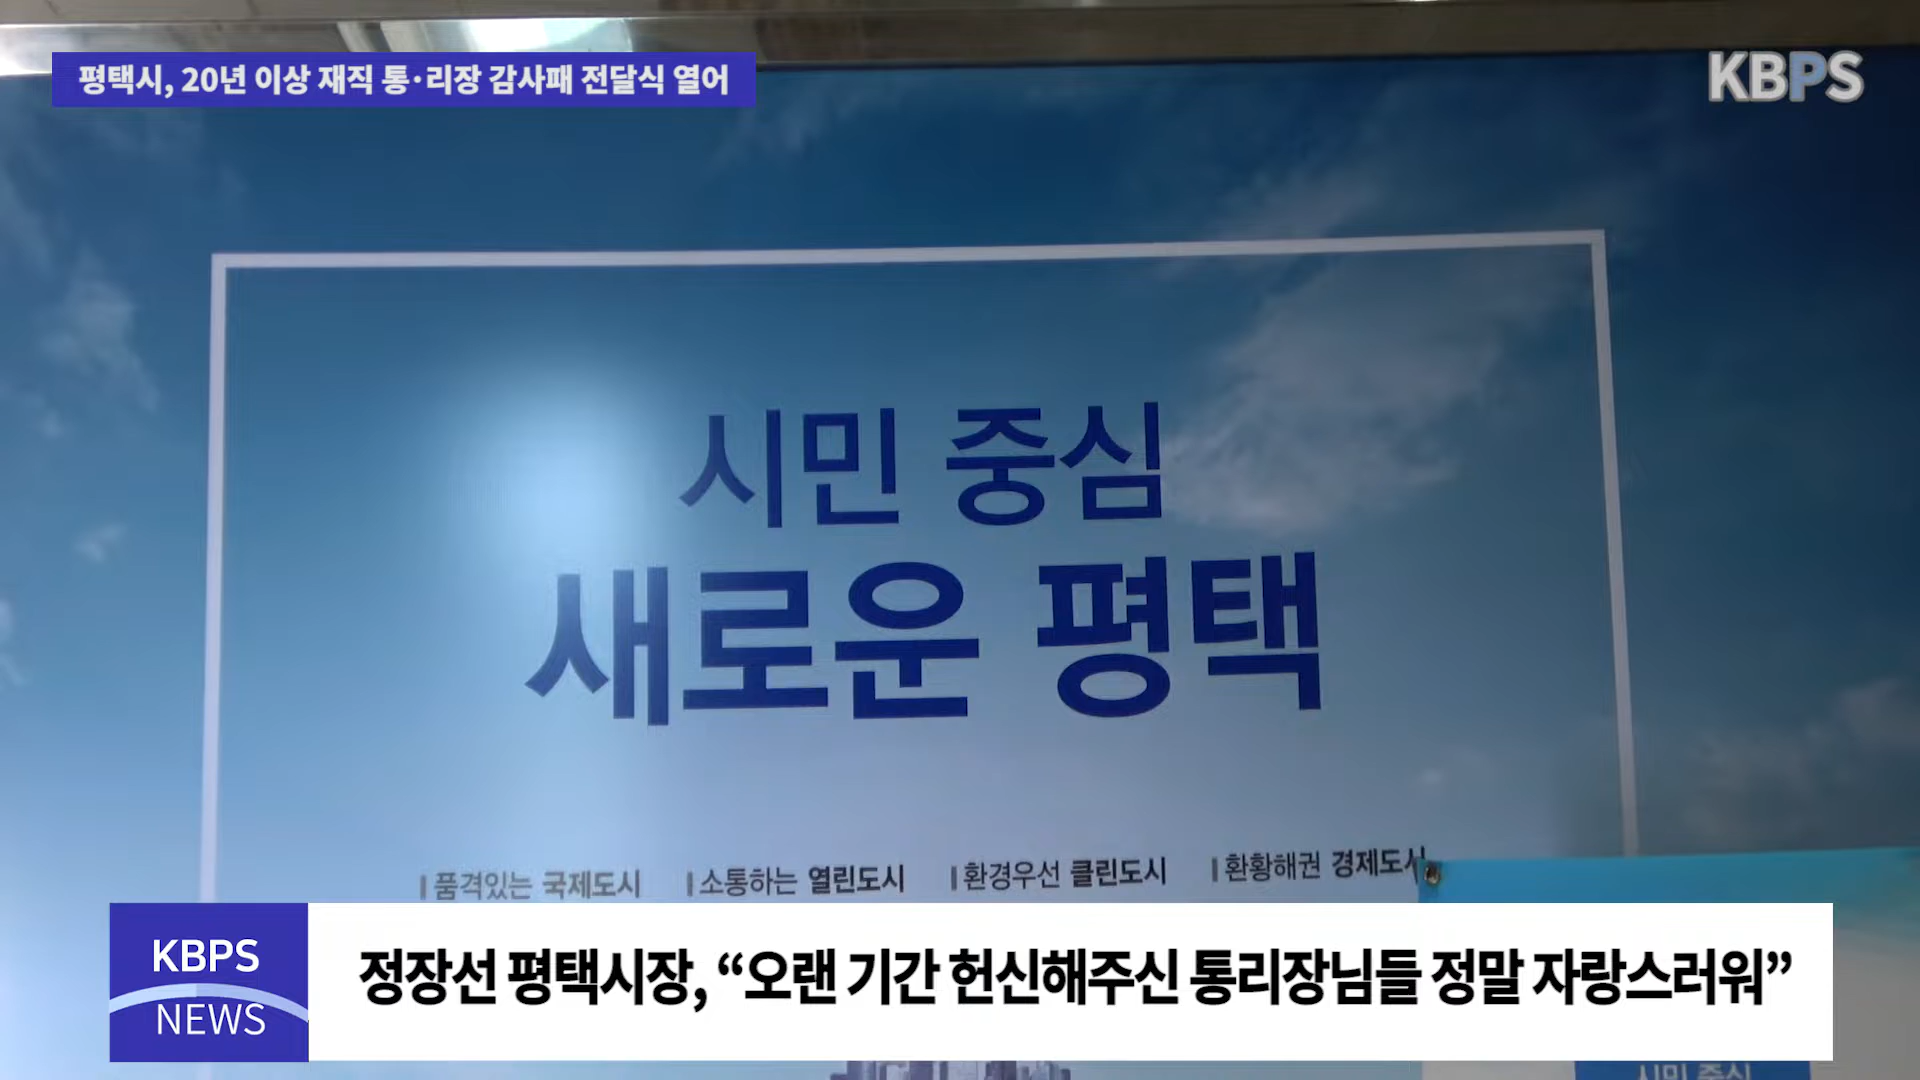 평택시, 20년 이상 재직 통·리장 감사패 전달식 열어
KBPS
시민 중심
새로운 평택
품격있는 국제도시 소통하는 열린도시 환경우선 클린도시 환황해권 경제도시
KBPS
NEWS
정장선 평택시장, “오랜 기간 헌신해주신 통리장님들 정말 자랑스러워”
시민 중심